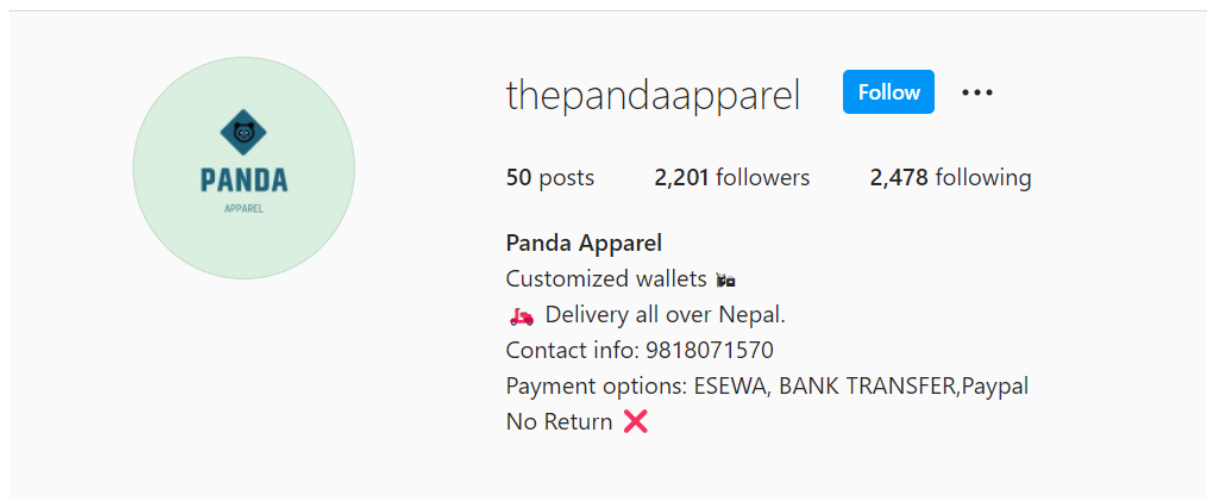 PANDA
APPAREL
thepandaapparel Follow
50 posts 2,201 followers 2,478 following
Panda Apparel
Customized wallets
Delivery all over Nepal.
Contact info: 9818071570
Payment options: ESEWA, BANK TRANSFER,Paypal
No Return ❌